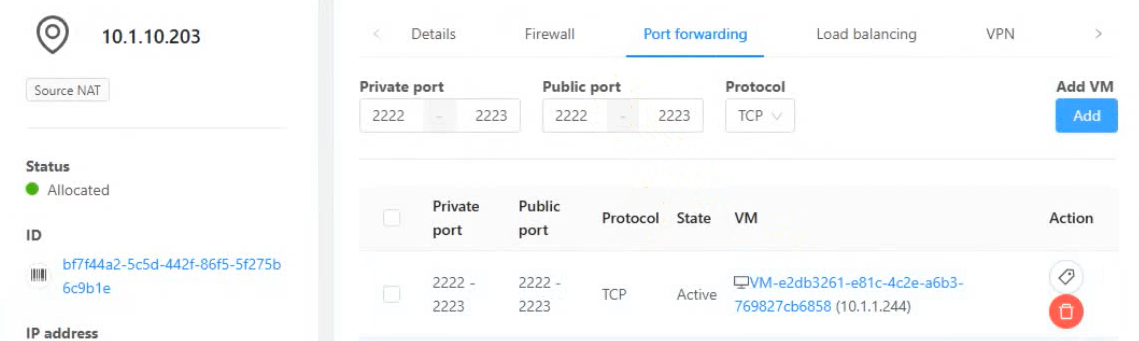 10.1.10.203
Source NAT
Status
Allocated
ID
bf7f44a2-5c5d-442f-86f5-5f275b
6c9b1e
IP address
< Details Firewall Port forwarding Load balancing VPN >
Private port Public port Protocol Add VM
2222 - 2223 2222 - 2223 TCP Add
Private port Public port Protocol State VM Action
2222 - 2223 2222 - 2223 TCP Active VM-e2db3261-e81c-4c2e-a6b3-
769827cb6858 (10.1.1.244)